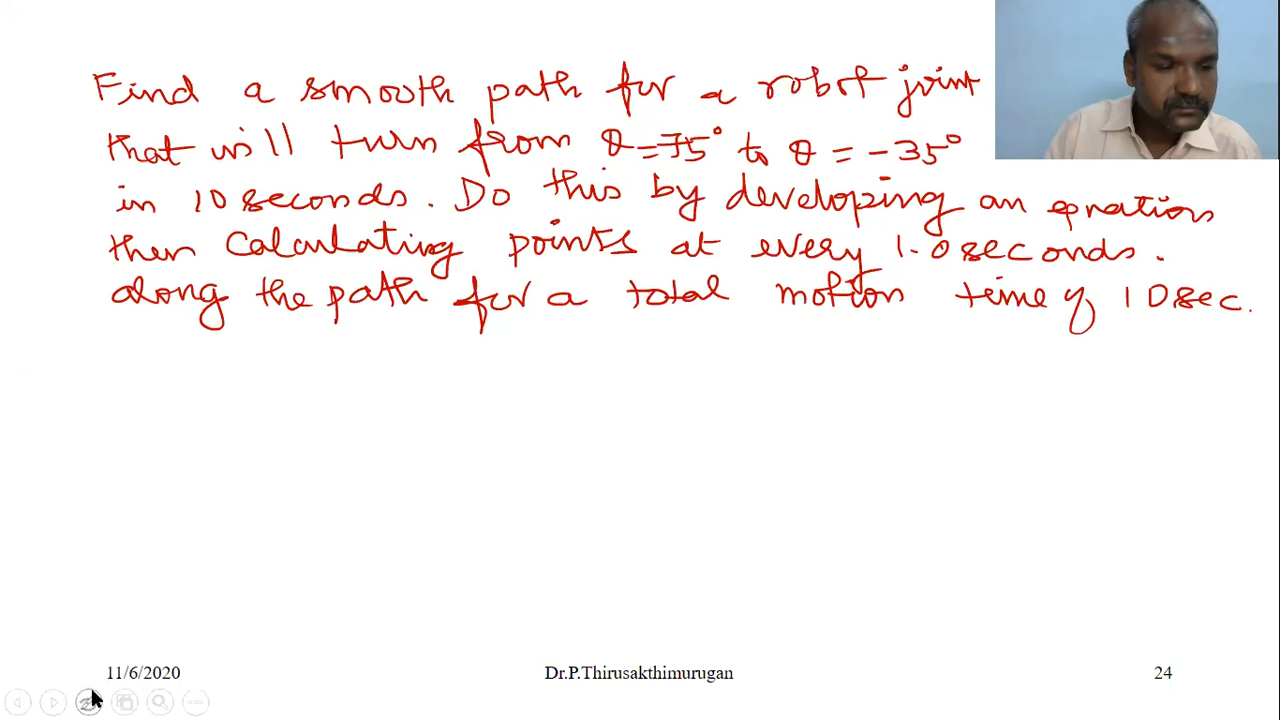 Find a smooth path for a robot joint
that will turn from θ = 75° to θ = -35°
in 10 seconds. Do this by developing an equation
then calculating points at every 1.0 seconds.
along the path for a total motion time of 10 sec.
11/6/2020 Dr.P.Thirusakthimurugan 24